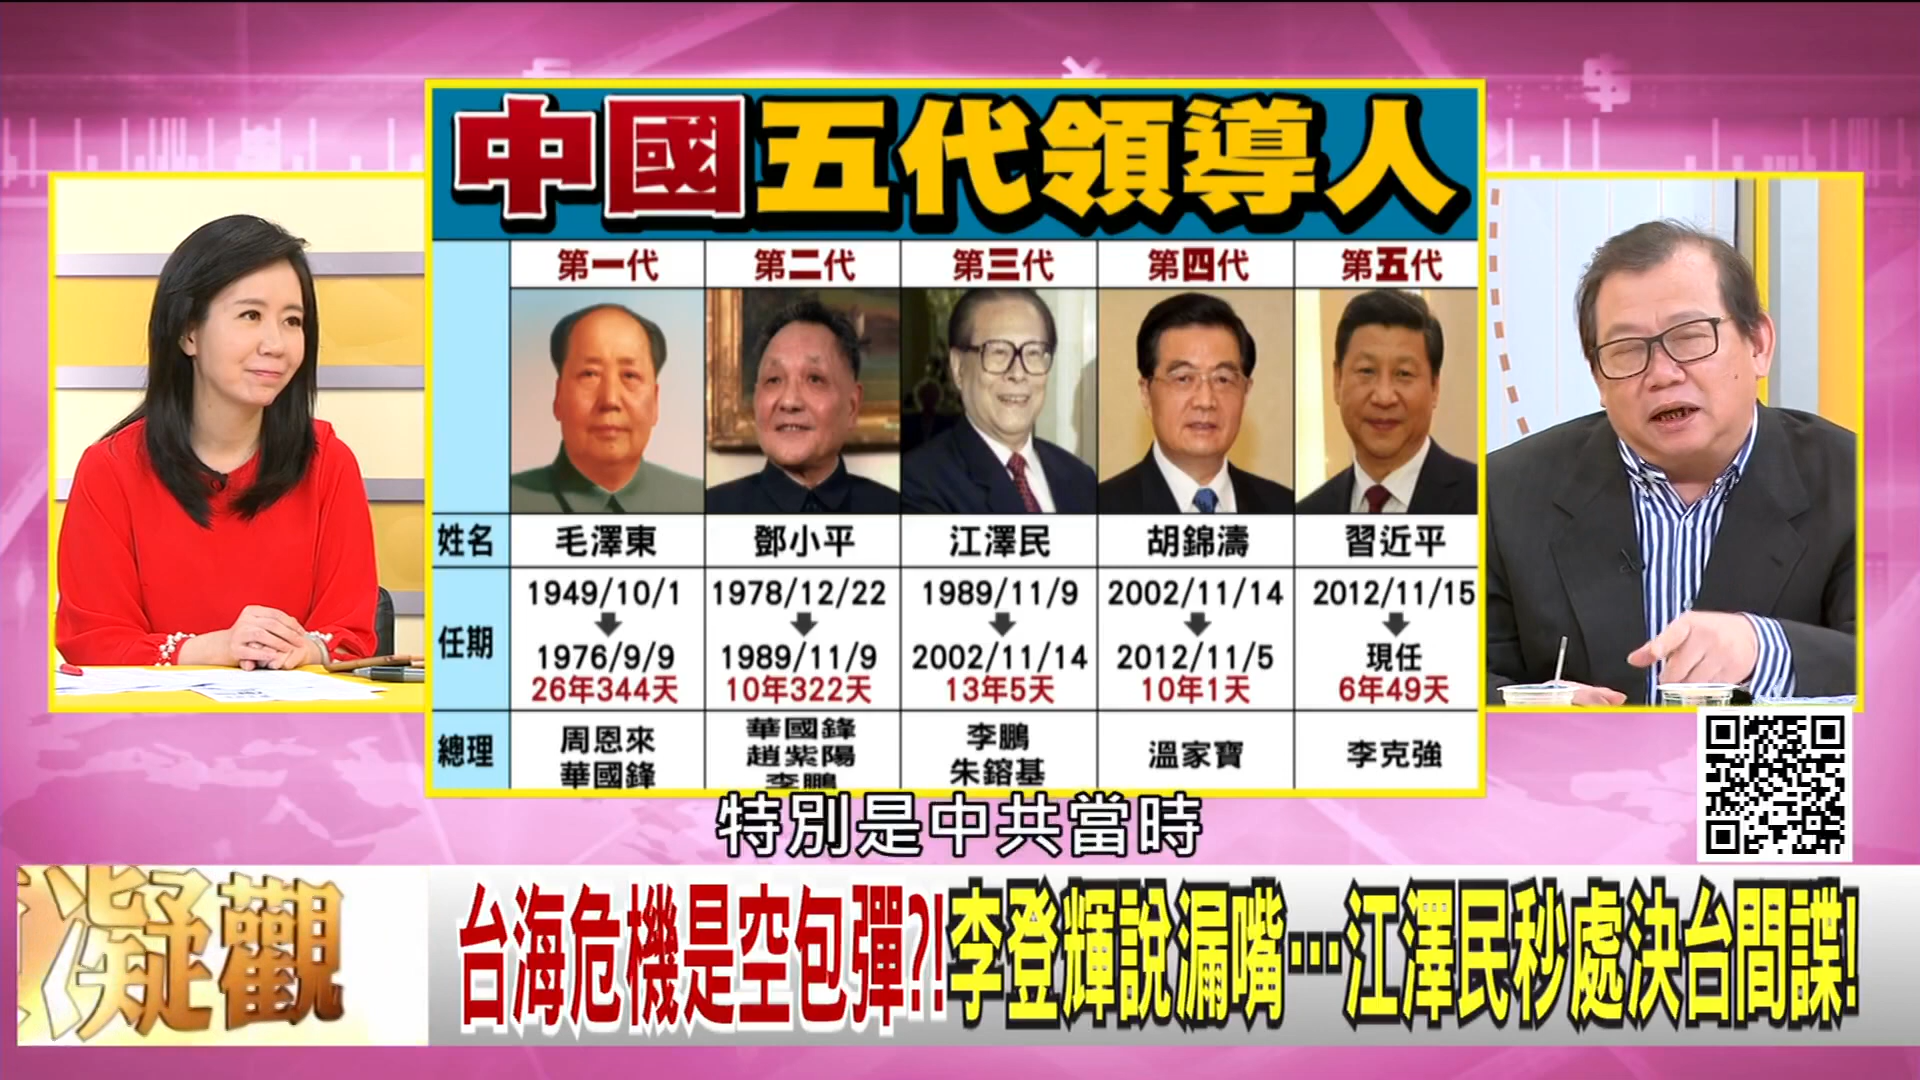 中國五代領導人
第一代 第二代 第三代 第四代 第五代
姓名 毛澤東 鄧小平 江澤民 胡錦濤 習近平
任期
1949/10/1 1978/12/22 1989/11/9 2002/11/14 2012/11/15
1976/9/9 1989/11/9 2002/11/14 2012/11/5 現任
26年344天 10年322天 13年5天 10年1天 6年49天
總理
周恩來 華國鋒 李鵬 溫家寶 李克強
華國鋒 趙紫陽 朱鎔基
李鵬
特別是中共當時
凝觀
台海危機是空包彈?!李登輝說漏嘴…江澤民秒處決台間諜!